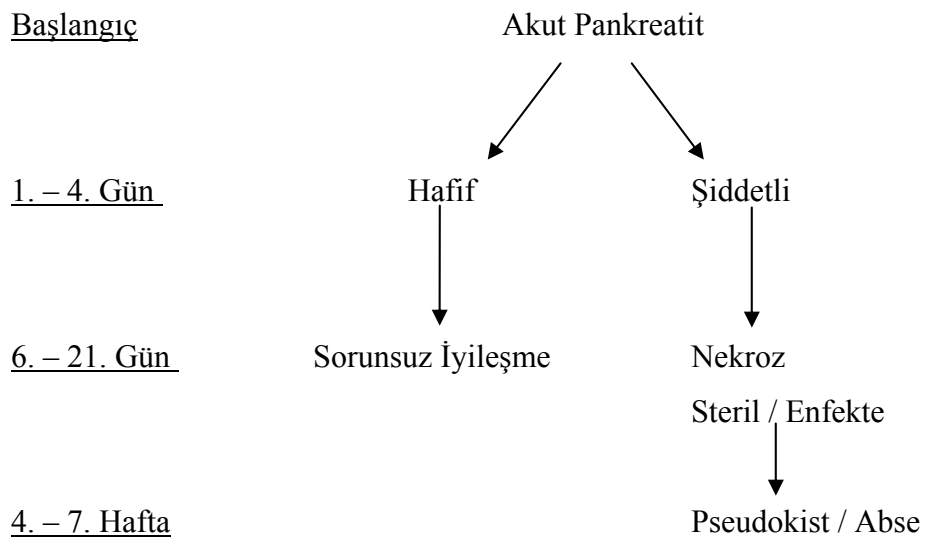 Başlangıç Akut Pankreatit
1. – 4. Gün Hafif Şiddetli
6. – 21. Gün Sorunsuz İyileşme Nekroz
Steril / Enfekte
4. – 7. Hafta Pseudokist / Abse